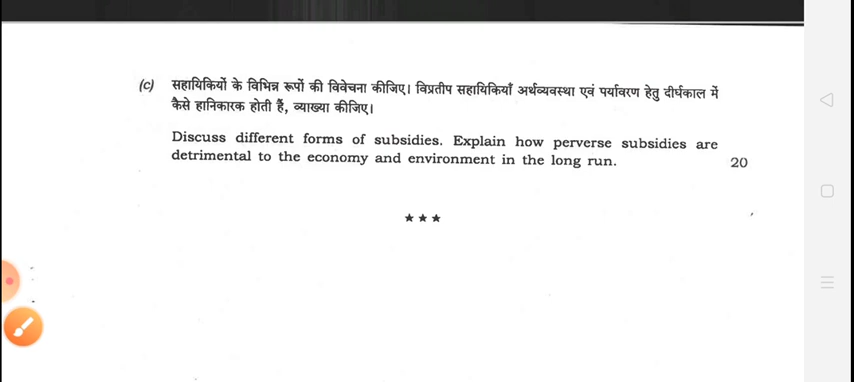 (c) सहायिकियों के विभिन्न रूपों की विवेचना कीजिए। विप्रतीप सहायिकियाँ अर्थव्यवस्था एवं पर्यावरण हेतु दीर्घकाल में
कैसे हानिकारक होती हैं, व्याख्या कीजिए।
Discuss different forms of subsidies. Explain how perverse subsidies are
detrimental to the economy and environment in the long run. 20
★ ★ ★